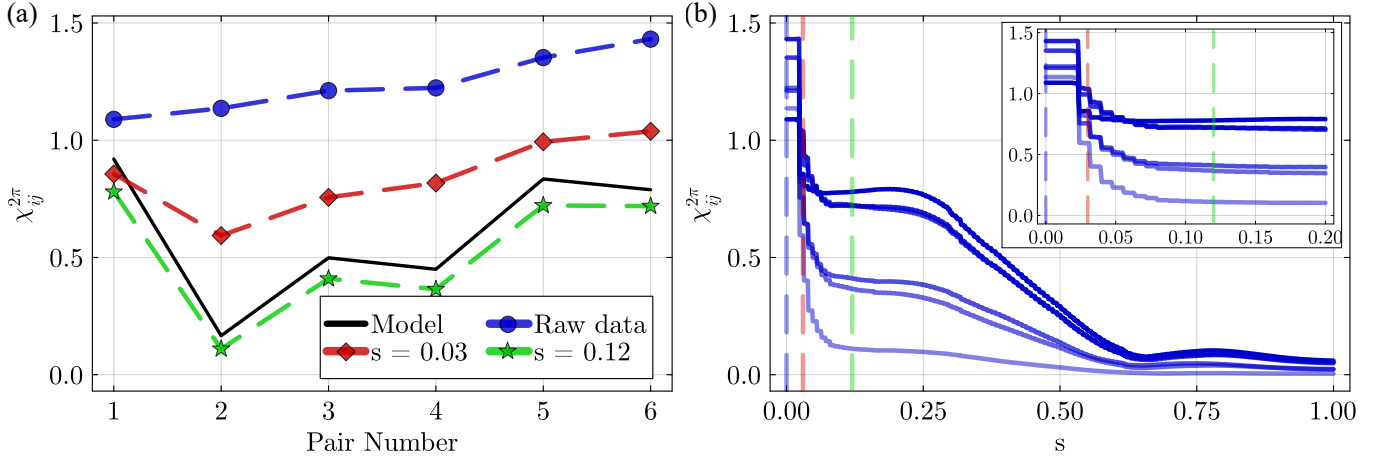 (a)
1.5
1.0
0.5
0.0
χ_{ij}^{2π}
1 2 3 4 5 6
Pair Number
Model
Raw data
s = 0.03
s = 0.12
(b)
1.5
1.0
0.5
0.0
χ_{ij}^{2π}
0.00 0.25 0.50 0.75 1.00
s
1.5
1.0
0.5
0.0
0.00 0.05 0.10 0.15 0.20